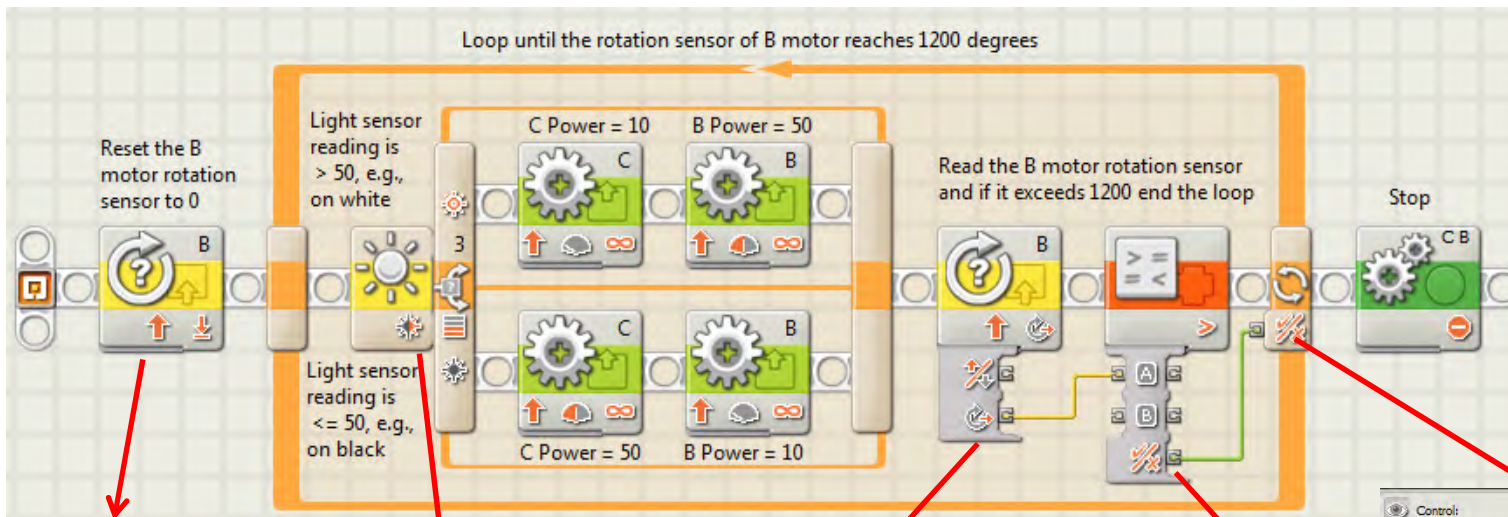 Loop until the rotation sensor of B motor reaches 1200 degrees
Reset the B
motor rotation
sensor to 0
B
Light sensor
reading is
> 50, e.g.,
on white
3
Light sensor
reading is
<= 50, e.g.,
on black
C Power = 10
B Power = 50
C
B
C
B
C Power = 50
B Power = 10
Read the B motor rotation sensor
and if it exceeds 1200 end the loop
B
> =
= <
>
A
B
Stop
C B
Control: